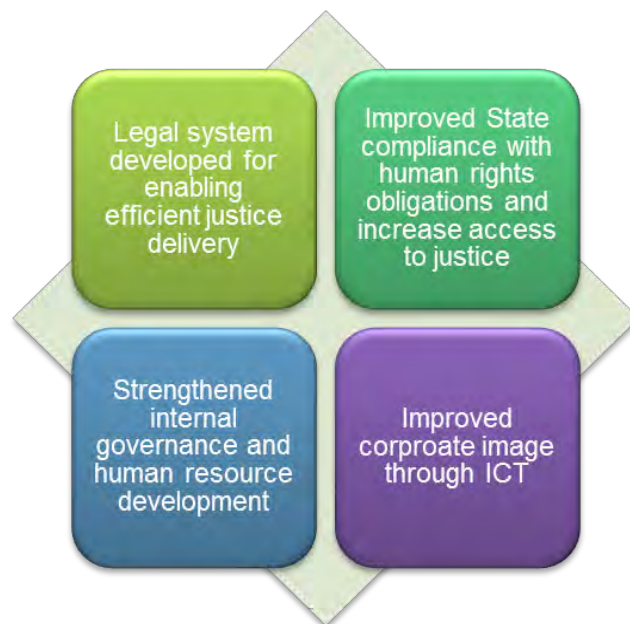 Legal system
developed for
enabling
efficient justice
delivery
Improved State
compliance with
human rights
obligations and
increase access
to justice
Strengthened
internal
governance and
human resource
development
Improved
corproate image
through ICT